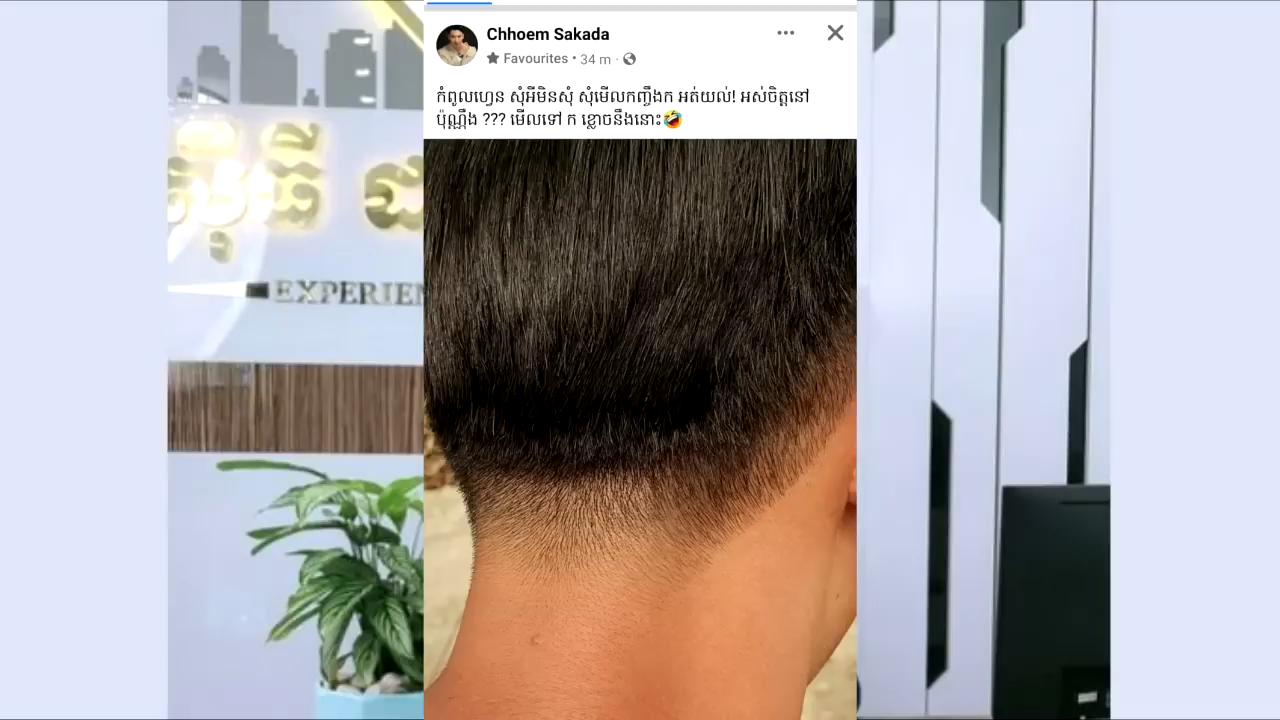 Chhoem Sakada
Favourites • 34 m ·
កំពូលហ្វេន សុំអីមិនសុំ សុំមើលកញ្ចឹងក អត់យល់! អស់ចិត្តនៅ
ប៉ុណ្ណឹង ??? មើលទៅ ក ខ្លោចនឹងនោះ🤣